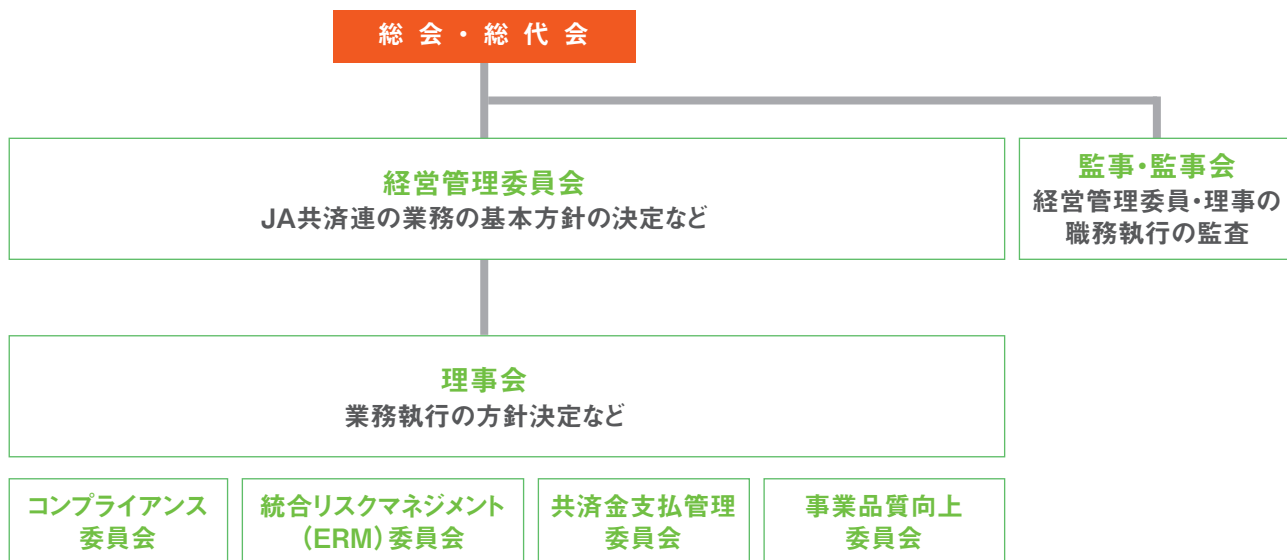 総会・総代会
経営管理委員会
JA共済連の業務の基本方針の決定など
監事・監事会
経営管理委員・理事の
職務執行の監査
理事会
業務執行の方針決定など
コンプライアンス
委員会
統合リスクマネジメント
（ERM）委員会
共済金支払管理
委員会
事業品質向上
委員会